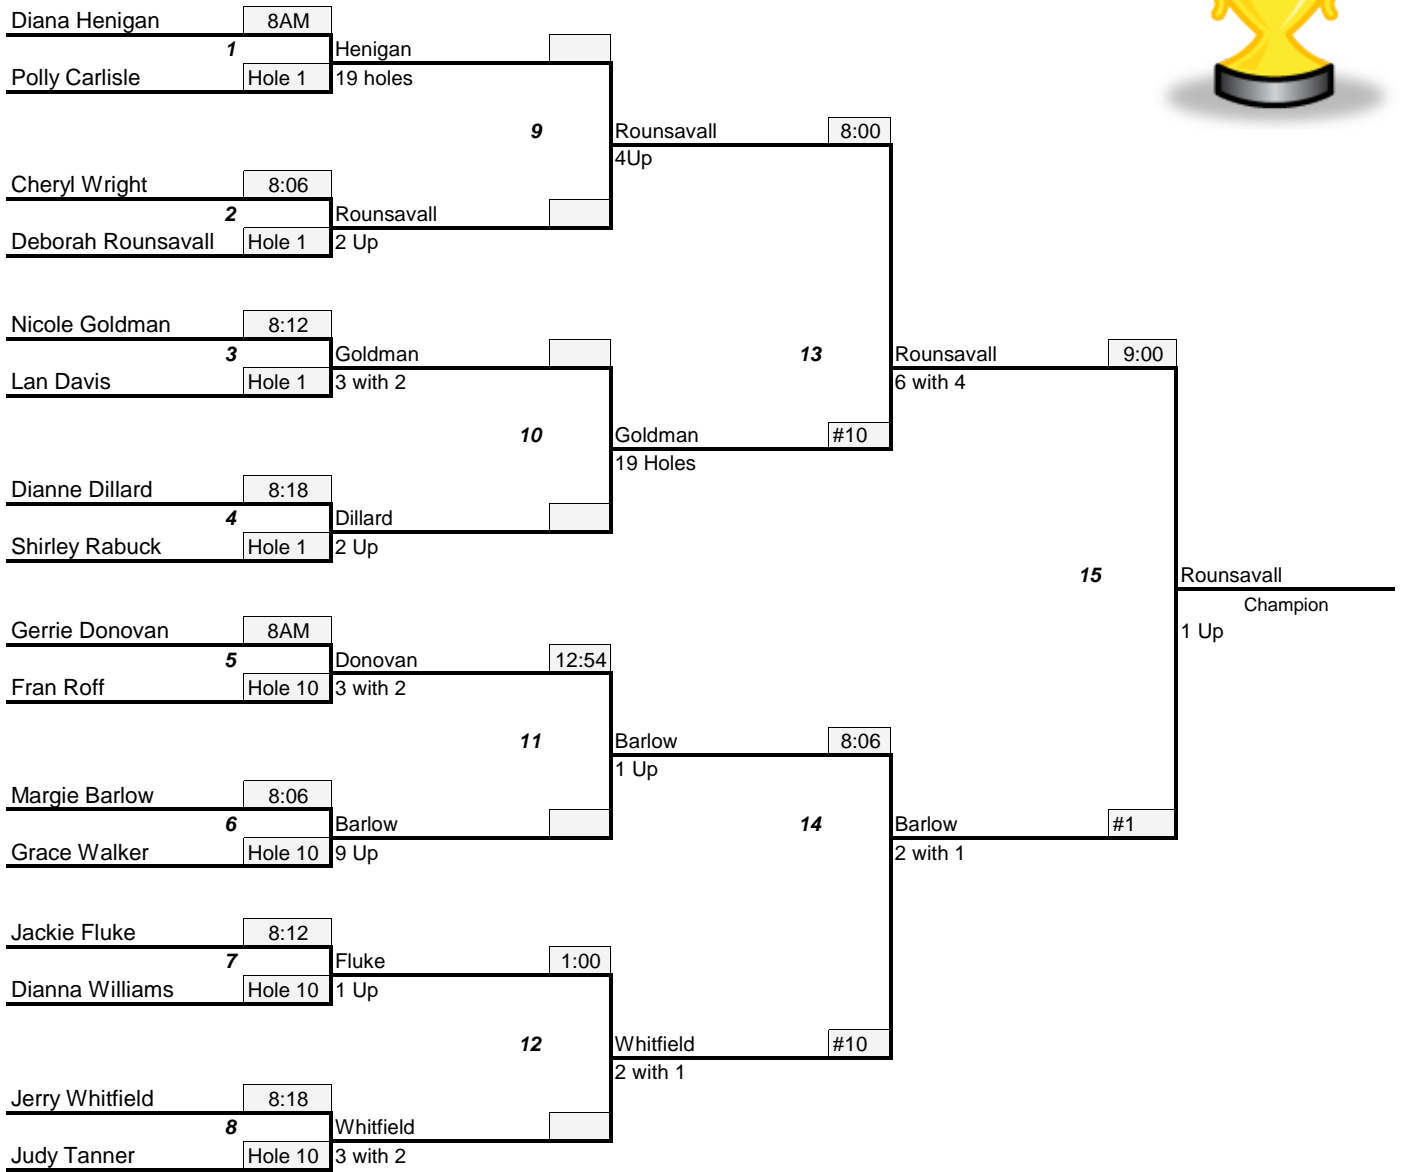 Diana Henigan 8AM
1 Henigan
Polly Carlisle Hole 1 19 holes
9 Rounsavall 8:00
4Up
Cheryl Wright 8:06
2 Rounsavall
Deborah Rounsavall Hole 1 2 Up
Nicole Goldman 8:12
3 Goldman 13 Rounsavall 9:00
Lan Davis Hole 1 3 with 2 6 with 4
10 Goldman #10
19 Holes
Dianne Dillard 8:18
4 Dillard
Shirley Rabuck Hole 1 2 Up
15 Rounsavall
Champion
Gerrie Donovan 8AM 1 Up
5 Donovan 12:54
Fran Roff Hole 10 3 with 2
11 Barlow 8:06
1 Up
Margie Barlow 8:06
6 Barlow 14 Barlow #1
Grace Walker Hole 10 9 Up 2 with 1
Jackie Fluke 8:12
7 Fluke 1:00
Dianna Williams Hole 10 1 Up
12 Whitfield #10
2 with 1
Jerry Whitfield 8:18
8 Whitfield
Judy Tanner Hole 10 3 with 2